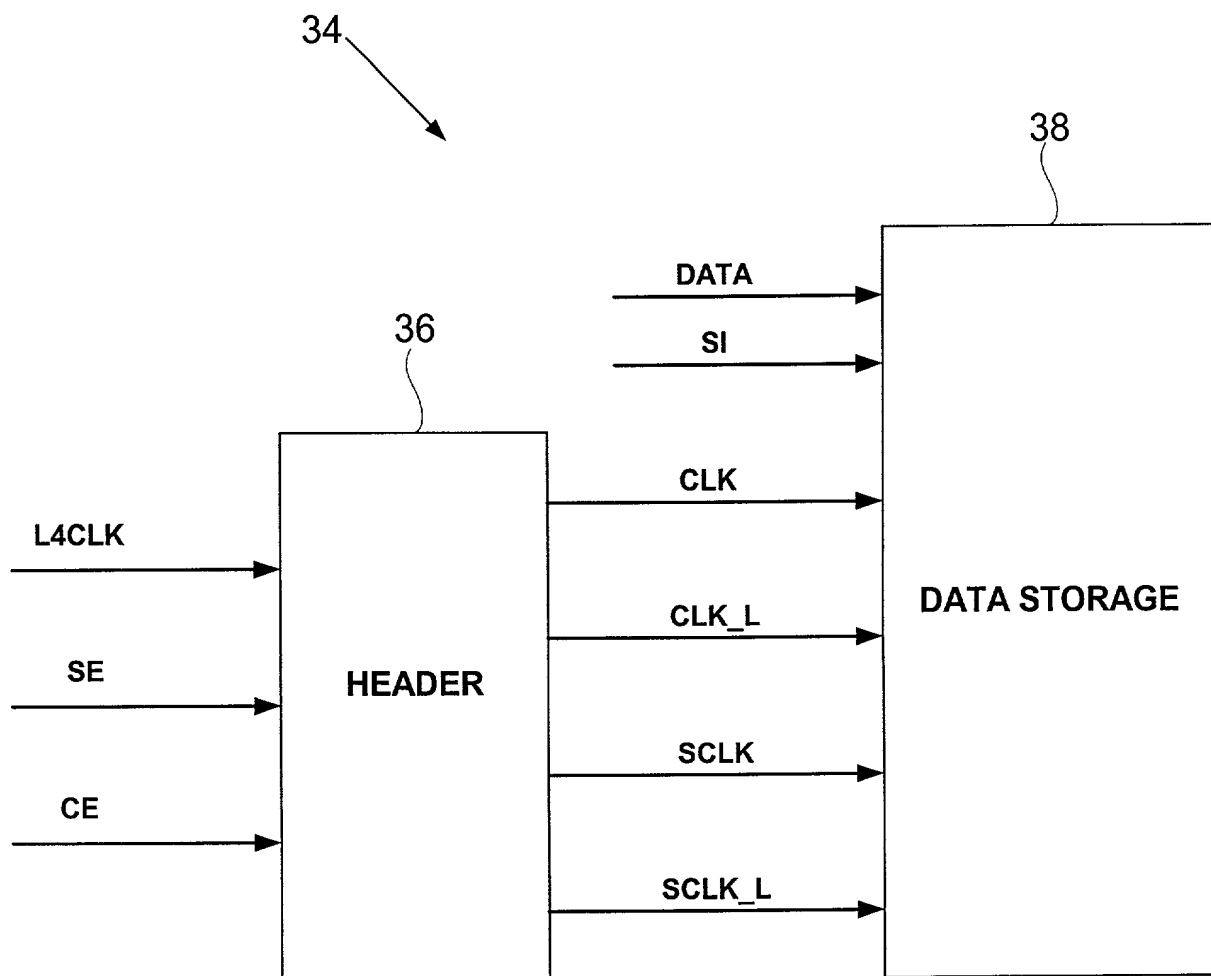 34
38
DATA
36
SI
CLK
L4CLK
DATA STORAGE
CLK_L
SE
HEADER
SCLK
CE
SCLK_L